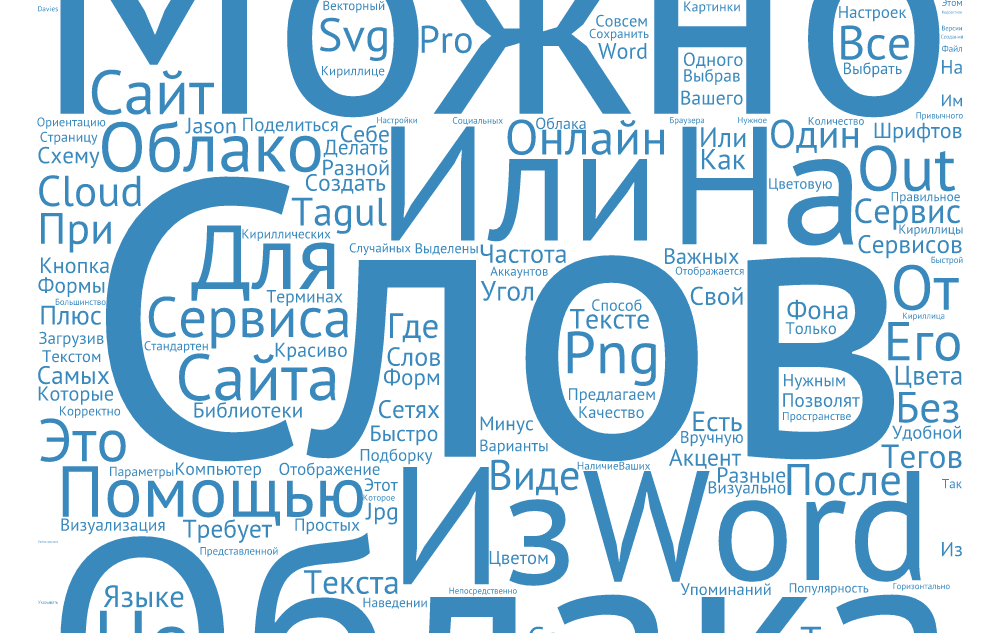 Davies
Векторный
Картинки
Этом
Можно
Svg
Pro
Совсем
Сохранить
Word
Настроек
Все
Выбрать
Версия
Файл
Кириллице
Одного
Выбрав
На
Сайт
Вашего
Им
Ориентацию
Jason
Поделиться
Настройки
Социальных
Облака
Браузера
Нужное
Количество
Привычного
Страницу
Облако
Себе
Онлайн
Или
Один
Шрифтов
Схему
Делать
Или
На
Как
Out
Разной
Создать
Cloud
Цветовую
Правильное
Tagul
Сервис
При
Кириллических
Кириллицы
Случайных
Выделены
Частота
Важных
Сервисов
Для
Быстрой
Кнопка
Аккаунтов
Отображается
Формы
Слов
Угол
Свой
От
Большинство
Терминах
Способ
Фона
Плюс
Сервиса
Где
Тексте
Только
Кириллица
Загрузив
Стандартен
Красиво
Png
Его
Текстом
Слов
Самых
Сайта
Форм
Нужным
Цвета
Которые
Предлагаем
Позволят
Корректно
Библиотеки
Сетях
Качество
Пространстве
Без
Это
Быстро
Минус
Есть
Удобной
Варианты
Вручную
Подборку
Акцент
Тегов
Параметры
Компьютер
Отображение
Виде
Наличие
Ваших
Разные
После
Помощью
Этот
Из
Word
Визуально
Так
Которое
Jpg
Визуализация
Требует
Простых
Представленной
Цветом
Из
Облака
Текста
Языке
Наведении
Непосредственно
Упоминаний
Популярность
Горизонтально